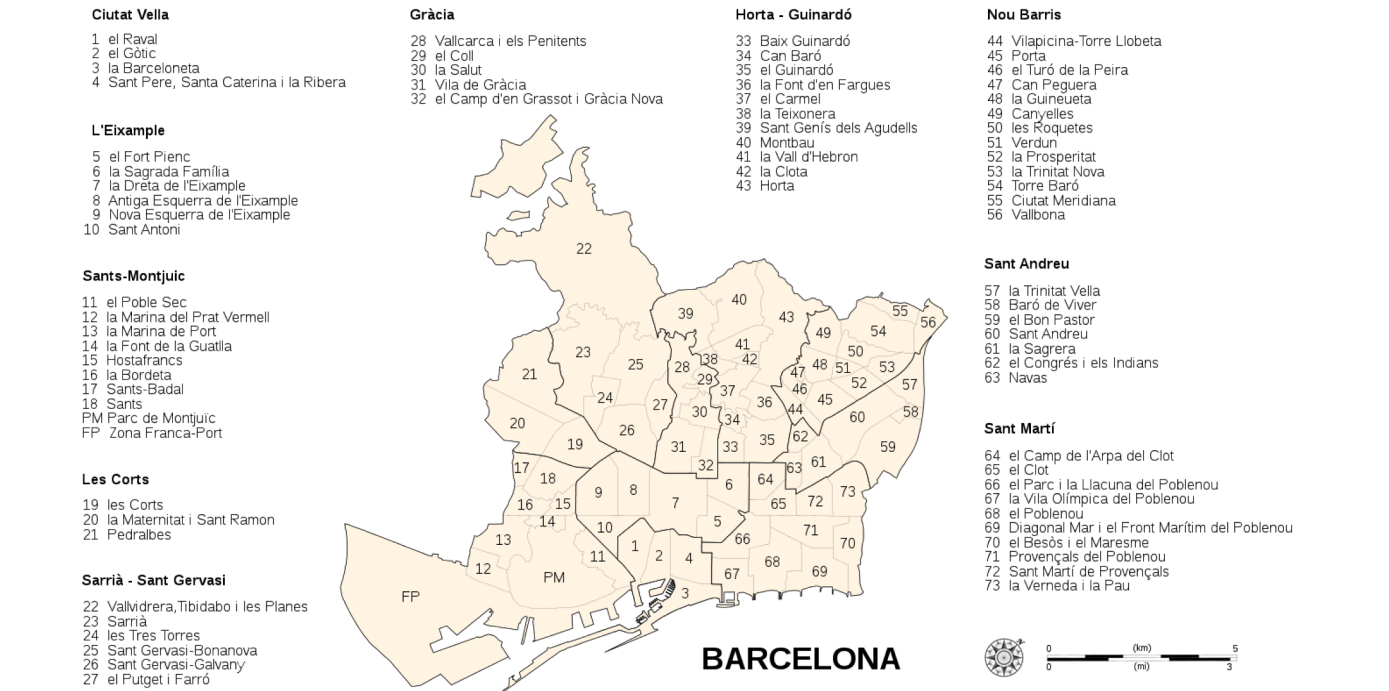 Ciutat Vella
1 el Raval
2 el Gòtic
3 la Barceloneta
4 Sant Pere, Santa Caterina i la Ribera
L'Eixample
5 el Fort Pienc
6 la Sagrada Família
7 la Dreta de l'Eixample
8 Antiga Esquerra de l'Eixample
9 Nova Esquerra de l'Eixample
10 Sant Antoni
Sants-Montjuic
11 el Poble Sec
12 la Marina del Prat Vermell
13 la Marina de Port
14 la Font de la Guatlla
15 Hostafrancs
16 la Bordeta
17 Sants-Badal
18 Sants
PM Parc de Montjuïc
FP Zona Franca-Port
Les Corts
19 les Corts
20 la Maternitat i Sant Ramon
21 Pedralbes
Sarrià - Sant Gervasi
22 Vallvidrera,Tibidabo i les Planes
23 Sarrià
24 les Tres Torres
25 Sant Gervasi-Bonanova
26 Sant Gervasi-Galvany
27 el Putget i Farró
Gràcia
28 Vallcarca i els Penitents
29 el Coll
30 la Salut
31 Vila de Gràcia
32 el Camp d'en Grassot i Gràcia Nova
Horta - Guinardó
33 Baix Guinardó
34 Can Baró
35 el Guinardó
36 la Font d'en Fargues
37 el Carmel
38 la Teixonera
39 Sant Genís dels Agudells
40 Montbau
41 la Vall d'Hebron
42 la Clota
43 Horta
Nou Barris
44 Vilapicina-Torre Llobeta
45 Porta
46 el Turó de la Peira
47 Can Peguera
48 la Guineueta
49 Canyelles
50 les Roquetes
51 Verdun
52 la Prosperitat
53 la Trinitat Nova
54 Torre Baró
55 Ciutat Meridiana
56 Vallbona
Sant Andreu
57 la Trinitat Vella
58 Baró de Viver
59 el Bon Pastor
60 Sant Andreu
61 la Sagrera
62 el Congrés i els Indians
63 Navas
Sant Martí
64 el Camp de l'Arpa del Clot
65 el Clot
66 el Parc i la Llacuna del Poblenou
67 la Vila Olímpica del Poblenou
68 el Poblenou
69 Diagonal Mar i el Front Marítim del Poblenou
70 el Besòs i el Maresme
71 Provençals del Poblenou
72 Sant Martí de Provençals
73 la Verneda i la Pau
22
40
39
43
55
56
49
54
23
25
41
38
42
50
28
48
51
53
21
47
29
52
57
24
37
46
45
27
30
36
44
58
34
60
20
26
19
31
33
35
62
59
17
32
63
61
18
6
64
9
8
73
16
15
7
65
72
14
10
5
71
13
66
70
1
2
11
4
68
12
PM
67
69
FP
3
BARCELONA
0 (km) 5
0 (mi) 3